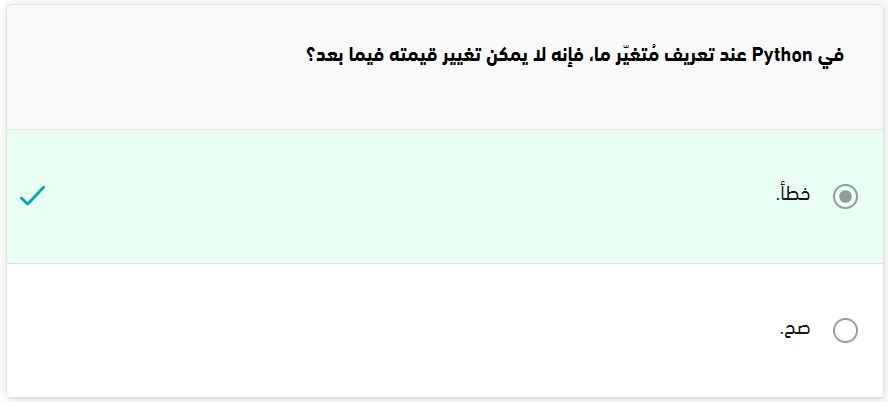 في Python عند تعريف مُتغيّر ما، فإنه لا يمكن تغيير قيمته فيما بعد؟
خطأ.
صح.